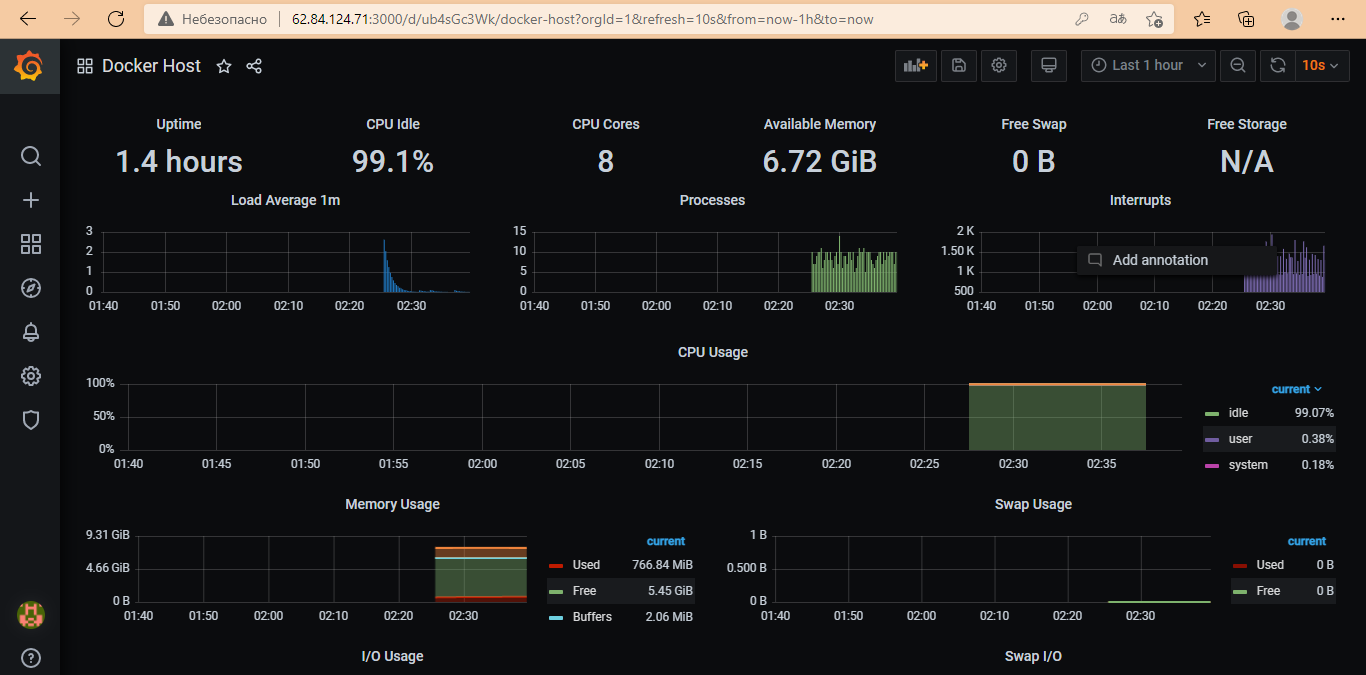 Небезопасно 62.84.124.71:3000/d/ub4sGc3Wk/docker-host?orgId=1&refresh=10s&from=now-1h&to=now aあ
Docker Host Last 1 hour 10s
Uptime CPU Idle CPU Cores Available Memory Free Swap Free Storage
1.4 hours 99.1% 8 6.72 GiB 0 B N/A
Load Average 1m
3
2
1
0
01:40 01:50 02:00 02:10 02:20 02:30
Processes
15
10
5
0
01:40 01:50 02:00 02:10 02:20 02:30
Interrupts
2 K
1.50 K
1 K
500
Add annotation
01:40 01:50 02:00 02:10 02:20 02:30
CPU Usage
100%
50%
0%
01:40 01:45 01:50 01:55 02:00 02:05 02:10 02:15 02:20 02:25 02:30 02:35
current
idle 99.07%
user 0.38%
system 0.18%
Memory Usage
9.31 GiB
4.66 GiB
0 B
01:40 01:50 02:00 02:10 02:20 02:30
current
Used 766.84 MiB
Free 5.45 GiB
Buffers 2.06 MiB
Swap Usage
1 B
0.500 B
0 B
01:40 01:50 02:00 02:10 02:20 02:30
current
Used 0 B
Free 0 B
I/O Usage Swap I/O